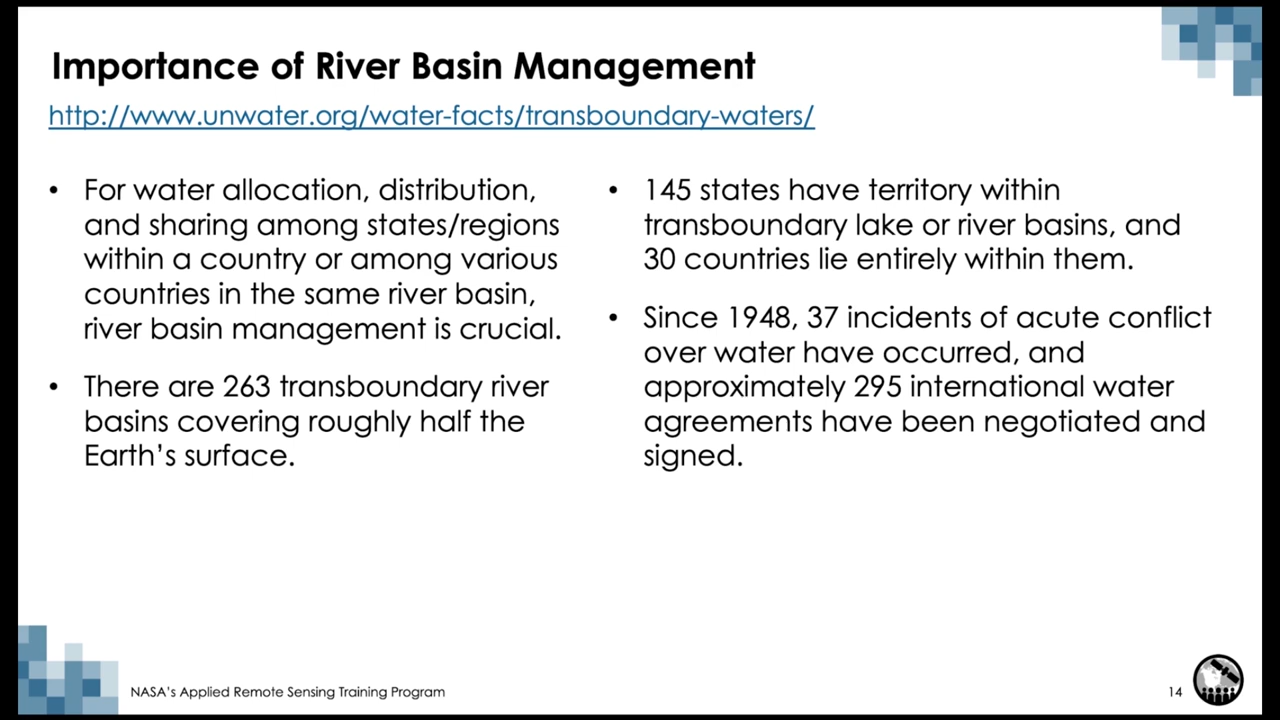 Importance of River Basin Management
http://www.unwater.org/water-facts/transboundary-waters/
• For water allocation, distribution,
and sharing among states/regions
within a country or among various
countries in the same river basin,
river basin management is crucial.
• There are 263 transboundary river
basins covering roughly half the
Earth’s surface.
• 145 states have territory within
transboundary lake or river basins, and
30 countries lie entirely within them.
• Since 1948, 37 incidents of acute conflict
over water have occurred, and
approximately 295 international water
agreements have been negotiated and
signed.
NASA’s Applied Remote Sensing Training Program
14